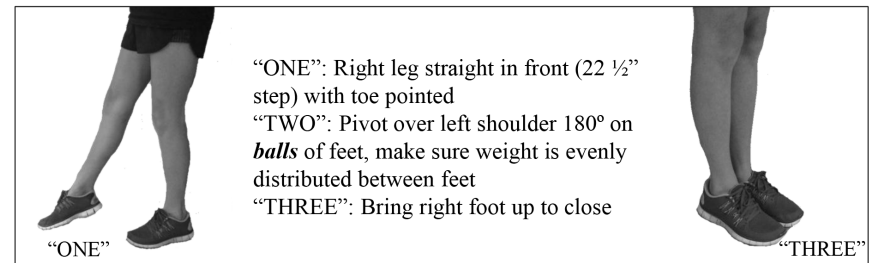 “ONE”: Right leg straight in front (22 ½”
step) with toe pointed
“TWO”: Pivot over left shoulder 180º on
balls of feet, make sure weight is evenly
distributed between feet
“THREE”: Bring right foot up to close
“ONE”
“THREE”